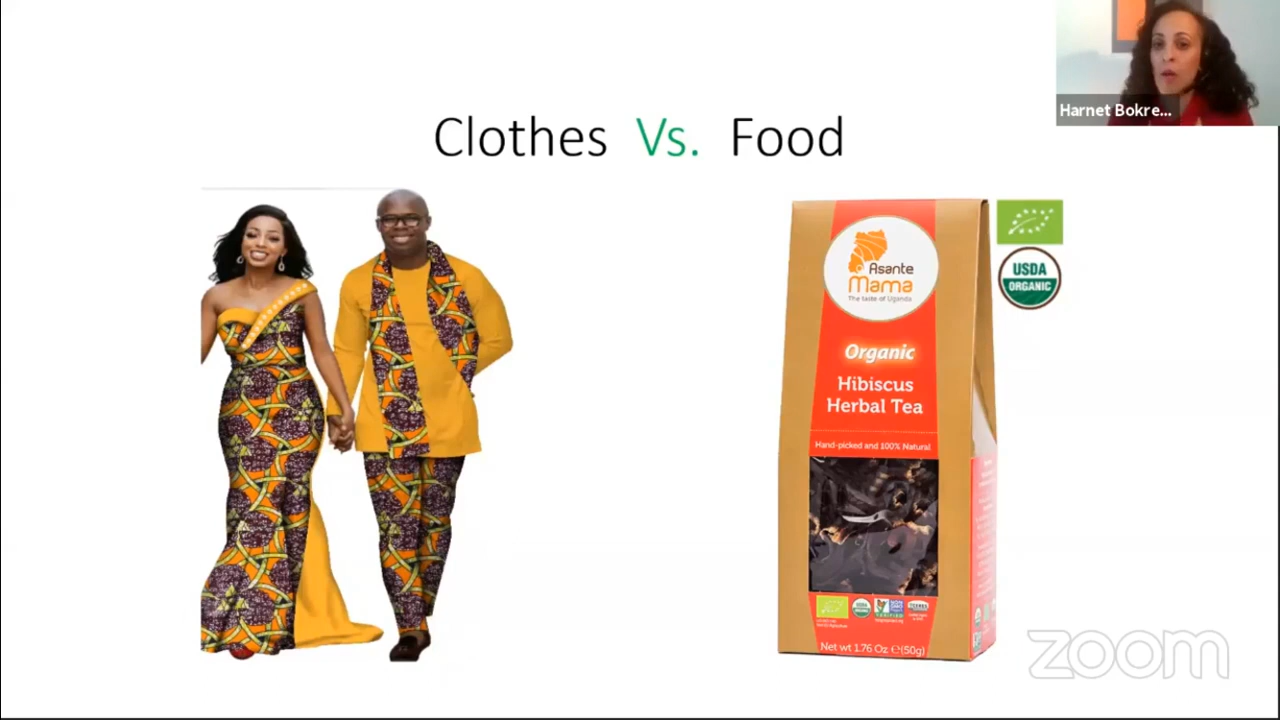 Harnet Bokre...
Clothes Vs. Food
Asante
Mama
The taste of Uganda
Organic
Hibiscus
Herbal Tea
Hand-picked and 100% Natural
Net wt 1.76 Oz ℮(50g)
USDA
ORGANIC
zoom